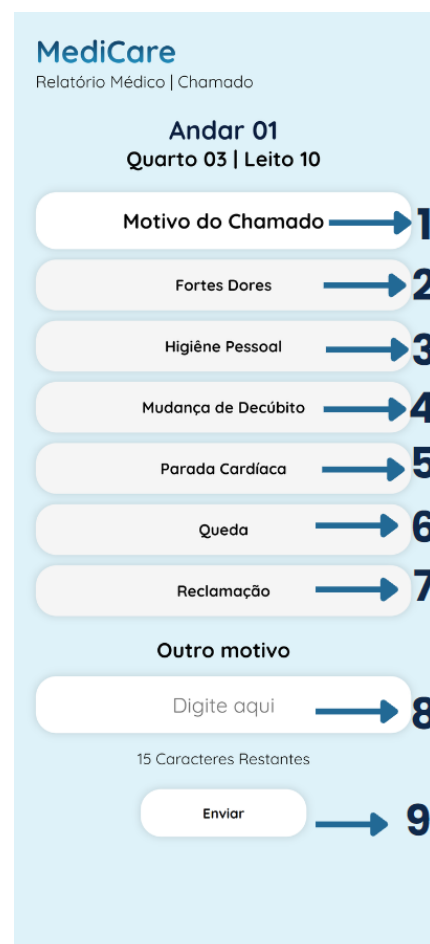 MediCare
Relatório Médico | Chamado
Andar 01
Quarto 03 | Leito 10
Motivo do Chamado 1
Fortes Dores 2
Higiêne Pessoal 3
Mudança de Decúbito 4
Parada Cardíaca 5
Queda 6
Reclamação 7
Outro motivo
Digite aqui 8
15 Caracteres Restantes
Enviar 9